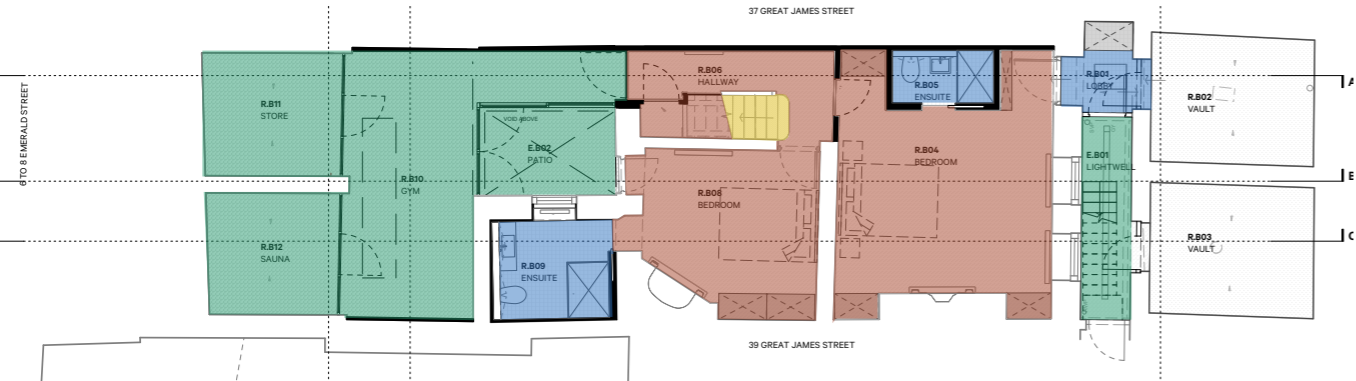 37 GREAT JAMES STREET
6 TO 8 EMERALD STREET
R.B11
STORE
R.B12
SAUNA
R.B10
GYM
VOID ABOVE
E.B02
PATIO
R.B09
ENSUITE
R.B06
HALLWAY
R.B08
BEDROOM
R.B05
ENSUITE
R.B04
BEDROOM
R.B01
LOBBY
E.B01
LIGHTWELL
R.B02
VAULT
R.B03
VAULT
A
39 GREAT JAMES STREET